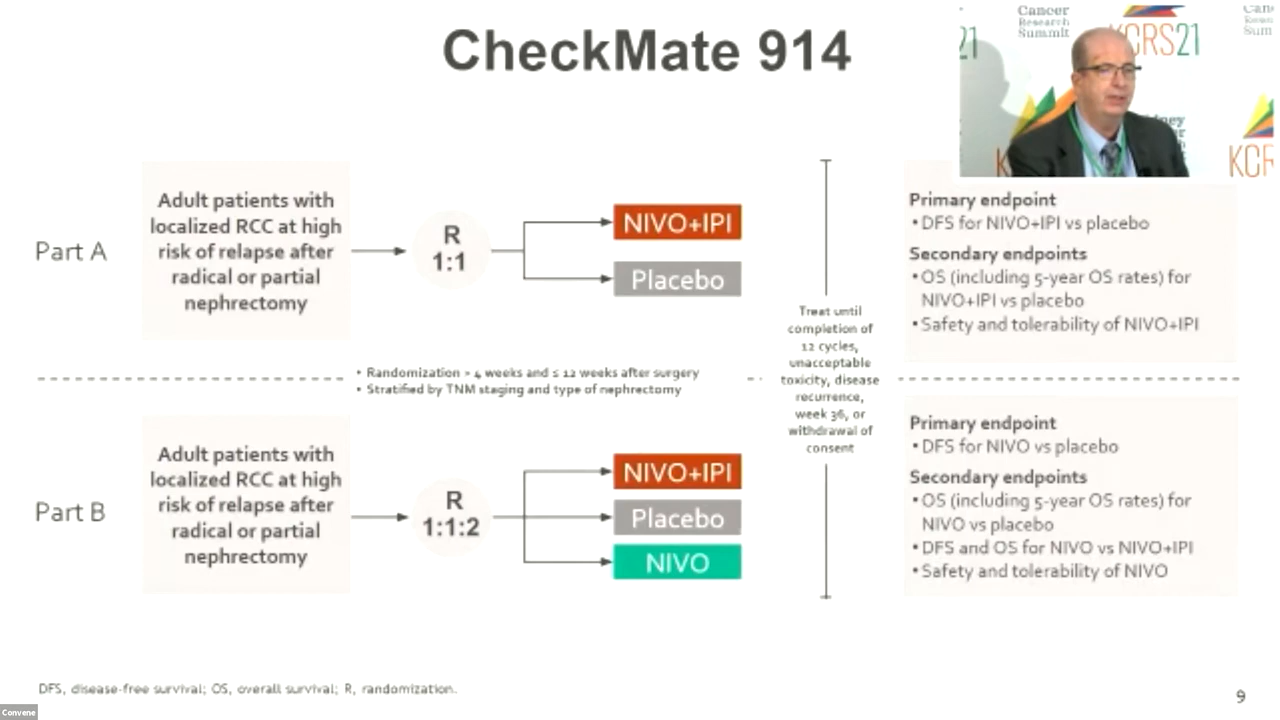 CheckMate 914
Cancer
Research
Summit
21
KCRS21
KCR
Part A
Adult patients with
localized RCC at high
risk of relapse after
radical or partial
nephrectomy
R
1:1
NIVO+IPI
Placebo
Primary endpoint
• DFS for NIVO+IPI vs placebo
Secondary endpoints
• OS (including 5-year OS rates) for
NIVO+IPI vs placebo
• Safety and tolerability of NIVO+IPI
• Randomization > 4 weeks and ≤ 12 weeks after surgery
• Stratified by TNM staging and type of nephrectomy
Treat until
completion of
12 cycles,
unacceptable
toxicity, disease
recurrence,
week 36, or
withdrawal of
consent
Part B
Adult patients with
localized RCC at high
risk of relapse after
radical or partial
nephrectomy
R
1:1:2
NIVO+IPI
Placebo
NIVO
Primary endpoint
• DFS for NIVO vs placebo
Secondary endpoints
• OS (including 5-year OS rates) for
NIVO vs placebo
• DFS and OS for NIVO vs NIVO+IPI
• Safety and tolerability of NIVO
DFS, disease-free survival; OS, overall survival; R, randomization.
9
Convene